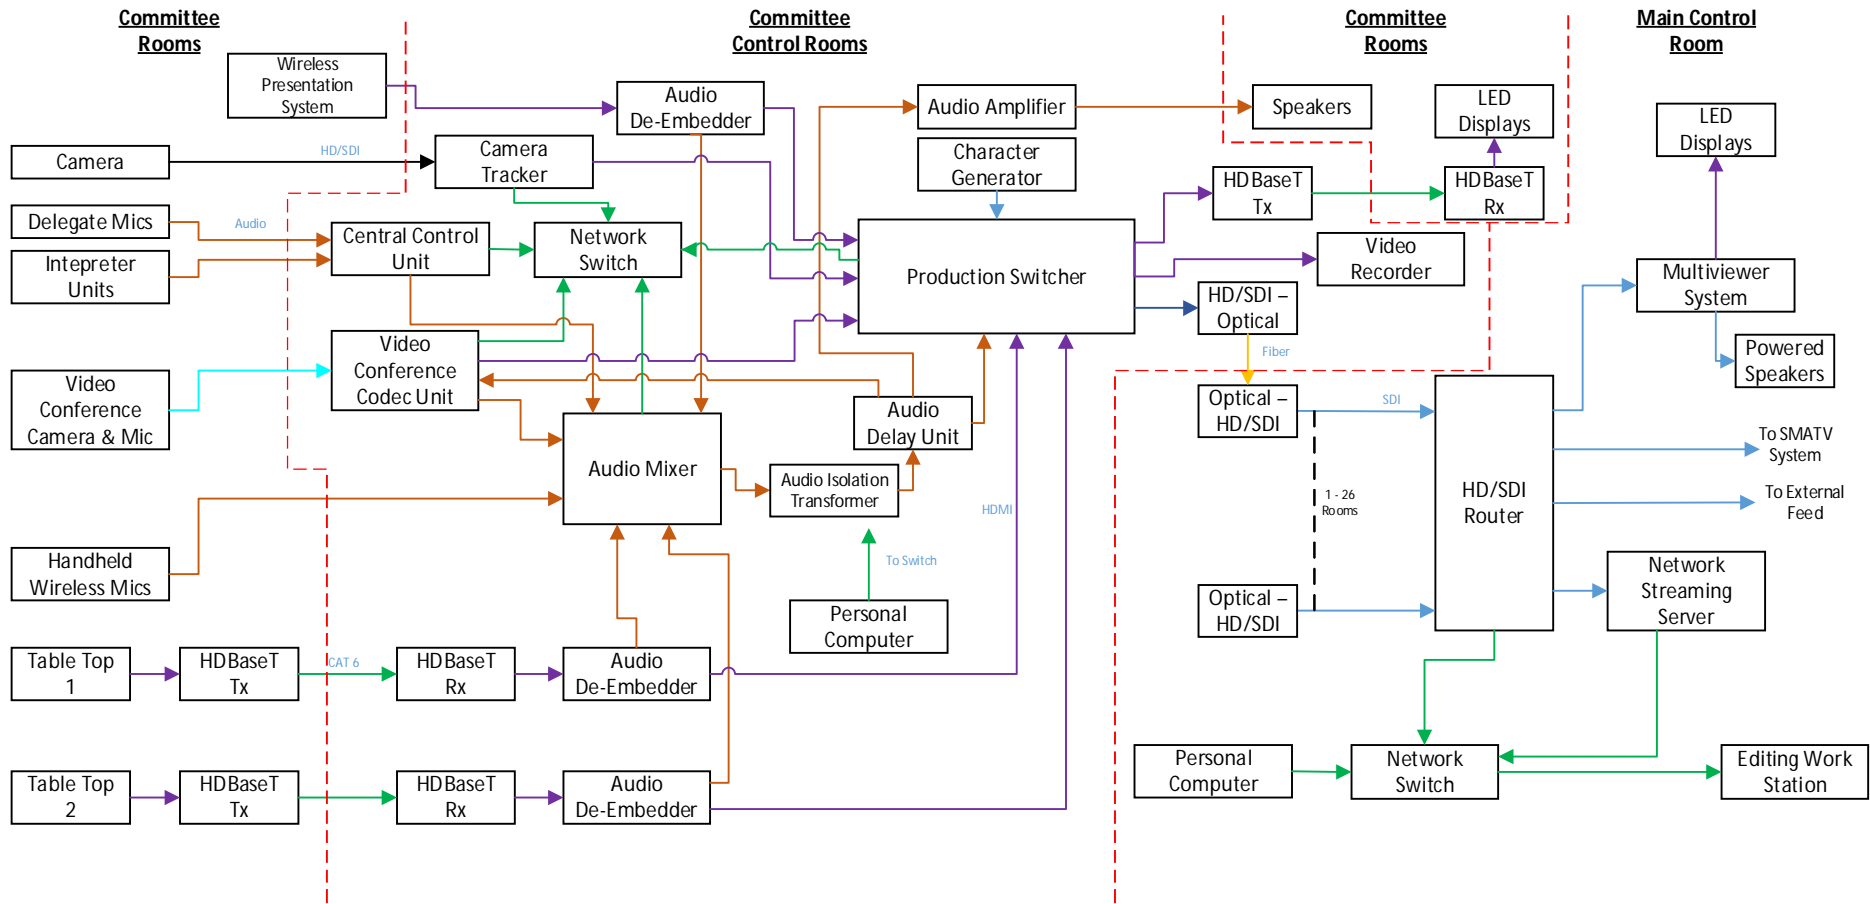 Committee
Rooms
Committee
Control Rooms
Committee
Rooms
Main Control
Room
Wireless
Presentation
System
Audio
De-Embedder
Audio Amplifier
Speakers
LED
Displays
LED
Displays
Camera
HD/SDI
Camera
Tracker
Character
Generator
HDBaseT
Tx
HDBaseT
Rx
Delegate Mics
Audio
Central Control
Unit
Network
Switch
Production Switcher
Video
Recorder
Intepreter
Units
Multiviewer
System
HD/SDI –
Optical
Video
Conference
Codec Unit
Fiber
Powered
Speakers
Video
Conference
Camera & Mic
Audio
Delay Unit
Optical –
HD/SDI
SDI
To SMATV
System
Audio Mixer
Audio Isolation
Transformer
HDMI
1 - 26
Rooms
HD/SDI
Router
To External
Feed
Handheld
Wireless Mics
To Switch
Personal
Computer
Optical –
HD/SDI
Network
Streaming
Server
Table Top
1
HDBaseT
Tx
CAT 6
HDBaseT
Rx
Audio
De-Embedder
Table Top
2
HDBaseT
Tx
HDBaseT
Rx
Audio
De-Embedder
Personal
Computer
Network
Switch
Editing Work
Station